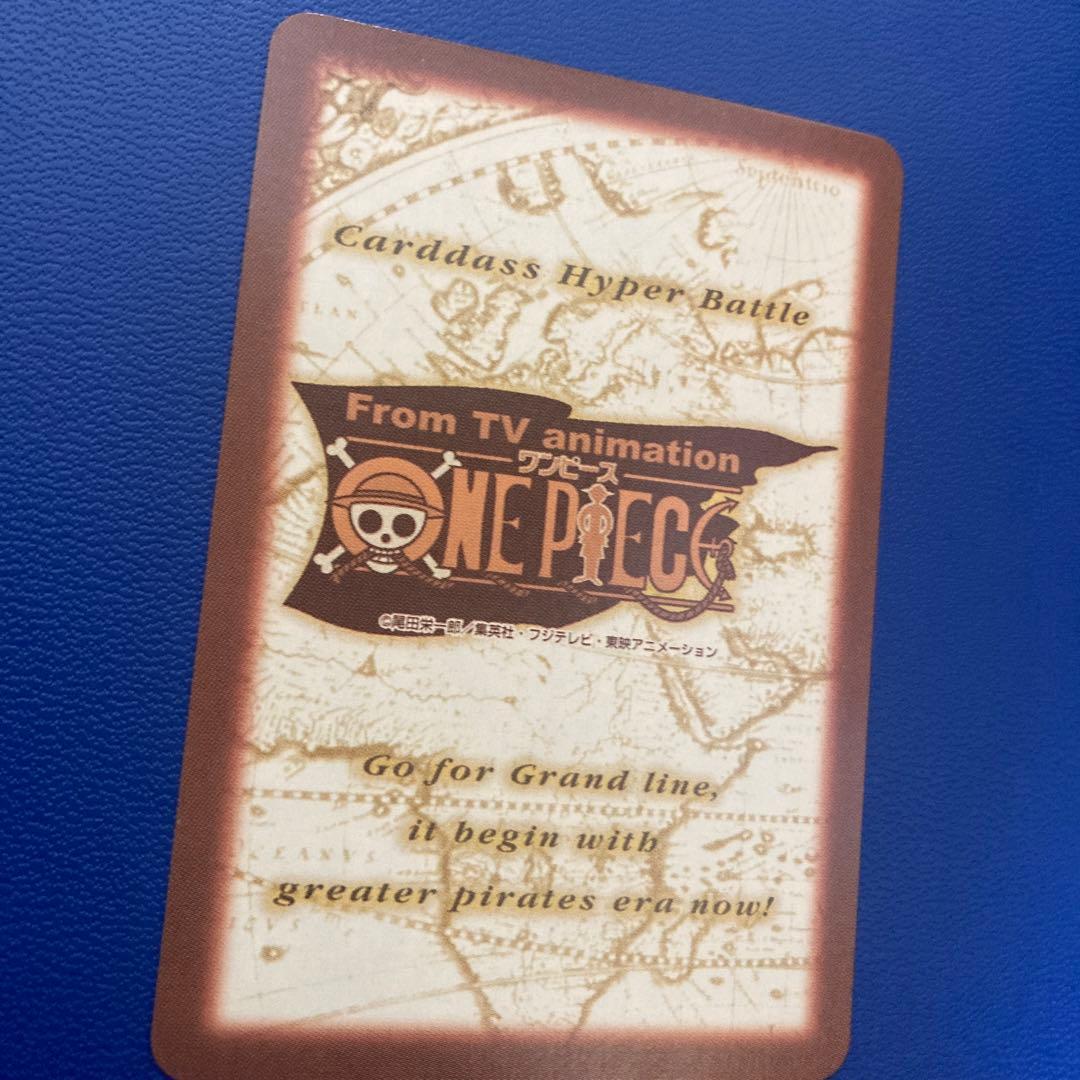 Septentrio
Carddass Hyper Battle
From TV animation
ワンピース
ONE PIECE
©尾田栄一郎／集英社・フジテレビ・東映アニメーション
Go for Grand line,
it begin with
greater pirates era now!